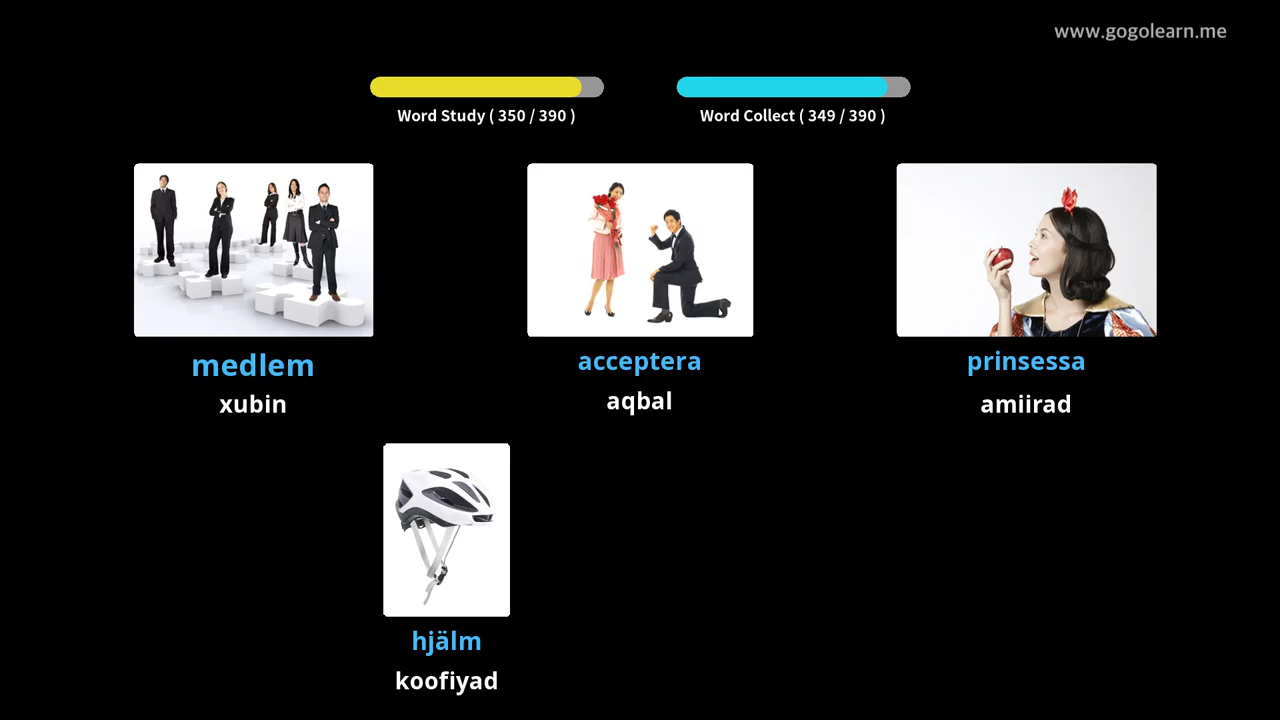 www.gogolearn.me
Word Study ( 350 / 390 )
Word Collect ( 349 / 390 )
medlem
xubin
acceptera
aqbal
prinsessa
amiirad
hjälm
koofiyad